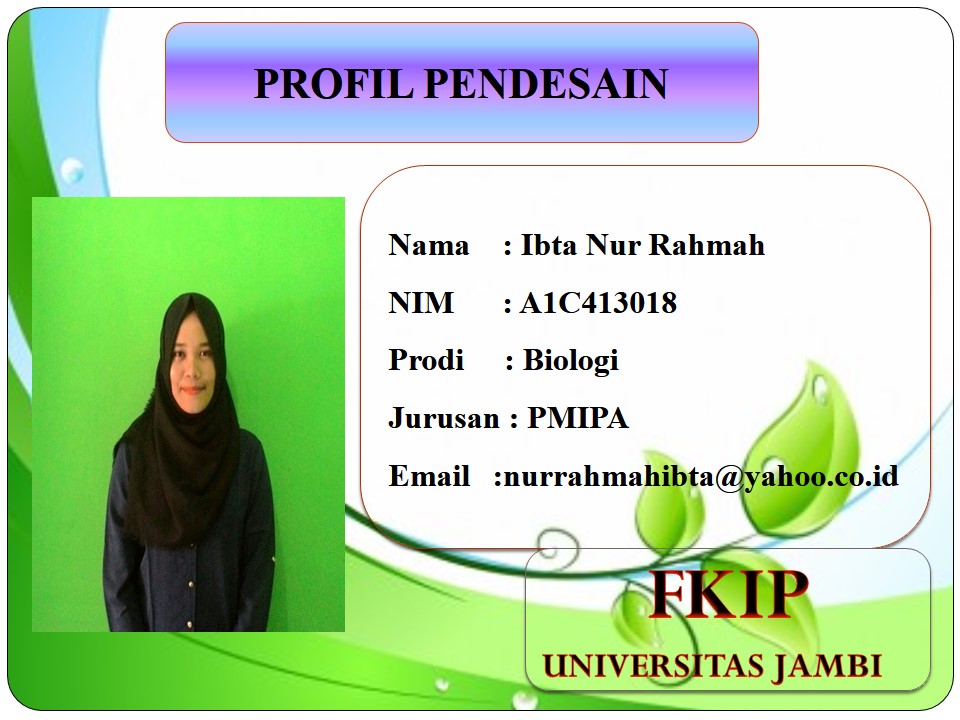 PROFIL PENDESAIN
Nama : Ibta Nur Rahmah
NIM : A1C413018
Prodi : Biologi
Jurusan : PMIPA
Email :nurrahmahibta@yahoo.co.id
FKIP
UNIVERSITAS JAMBI